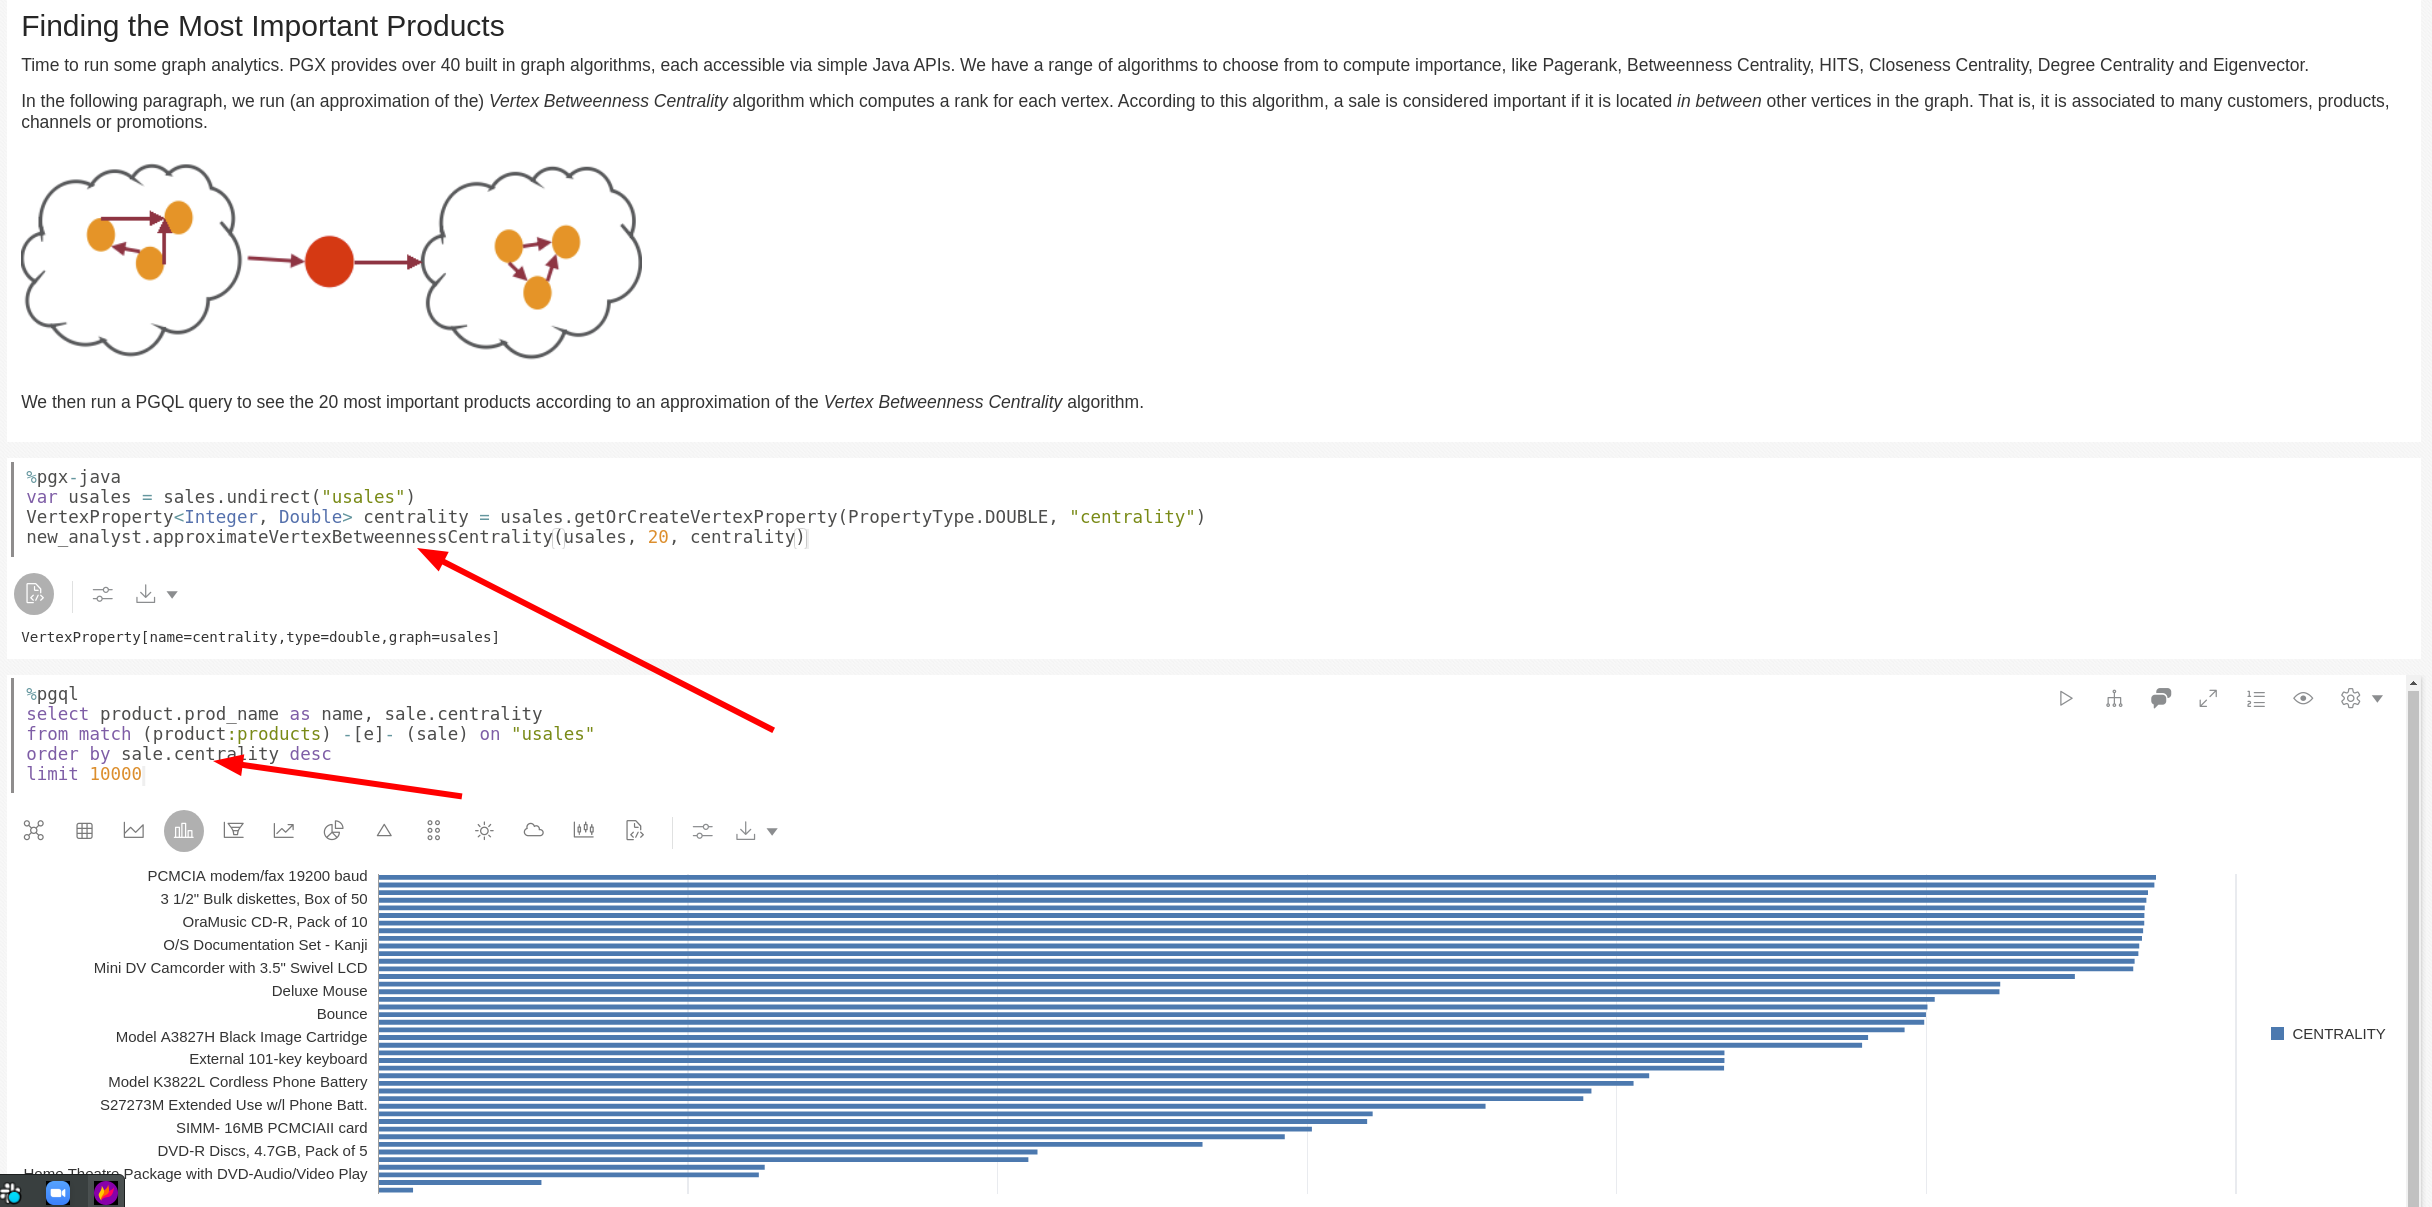 Finding the Most Important Products
Time to run some graph analytics. PGX provides over 40 built in graph algorithms, each accessible via simple Java APIs. We have a range of algorithms to choose from to compute importance, like Pagerank, Betweenness Centrality, HITS, Closeness Centrality, Degree Centrality and Eigenvector.
In the following paragraph, we run (an approximation of the) Vertex Betweenness Centrality algorithm which computes a rank for each vertex. According to this algorithm, a sale is considered important if it is located in between other vertices in the graph. That is, it is associated to many customers, products,
channels or promotions.
We then run a PGQL query to see the 20 most important products according to an approximation of the Vertex Betweenness Centrality algorithm.
%pgx-java
var usales = sales.undirect("usales")
VertexProperty<Integer, Double> centrality = usales.getOrCreateVertexProperty(PropertyType.DOUBLE, "centrality")
new_analyst.approximateVertexBetweennessCentrality(usales, 20, centrality)
VertexProperty[name=centrality,type=double,graph=usales]
%pgql
select product.prod_name as name, sale.centrality
from match (product:products) -[e]- (sale) on "usales"
order by sale.centrality desc
limit 10000
PCMCIA modem/fax 19200 baud
3 1/2" Bulk diskettes, Box of 50
OraMusic CD-R, Pack of 10
O/S Documentation Set - Kanji
Mini DV Camcorder with 3.5" Swivel LCD
Deluxe Mouse
Bounce
Model A3827H Black Image Cartridge
CENTRALITY
External 101-key keyboard
Model K3822L Cordless Phone Battery
S27273M Extended Use w/l Phone Batt.
SIMM- 16MB PCMCIAII card
DVD-R Discs, 4.7GB, Pack of 5
Home Theatre Package with DVD-Audio/Video Play